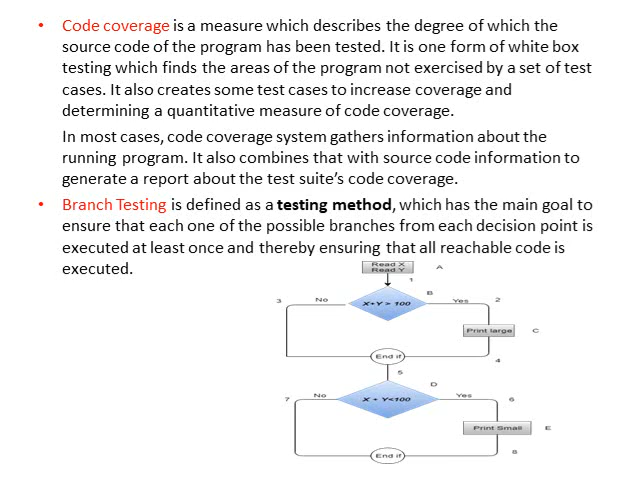 • Code coverage is a measure which describes the degree of which the
source code of the program has been tested. It is one form of white box
testing which finds the areas of the program not exercised by a set of test
cases. It also creates some test cases to increase coverage and
determining a quantitative measure of code coverage.
In most cases, code coverage system gathers information about the
running program. It also combines that with source code information to
generate a report about the test suite's code coverage.
• Branch Testing is defined as a testing method, which has the main goal to
ensure that each one of the possible branches from each decision point is
executed at least once and thereby ensuring that all reachable code is
executed.
Read X
Read Y
A
1
B
3
No
X+Y > 100
Yes
2
Print large
C
End if
4
5
D
7
No
X + Y<100
Yes
6
Print Small
E
End if
8